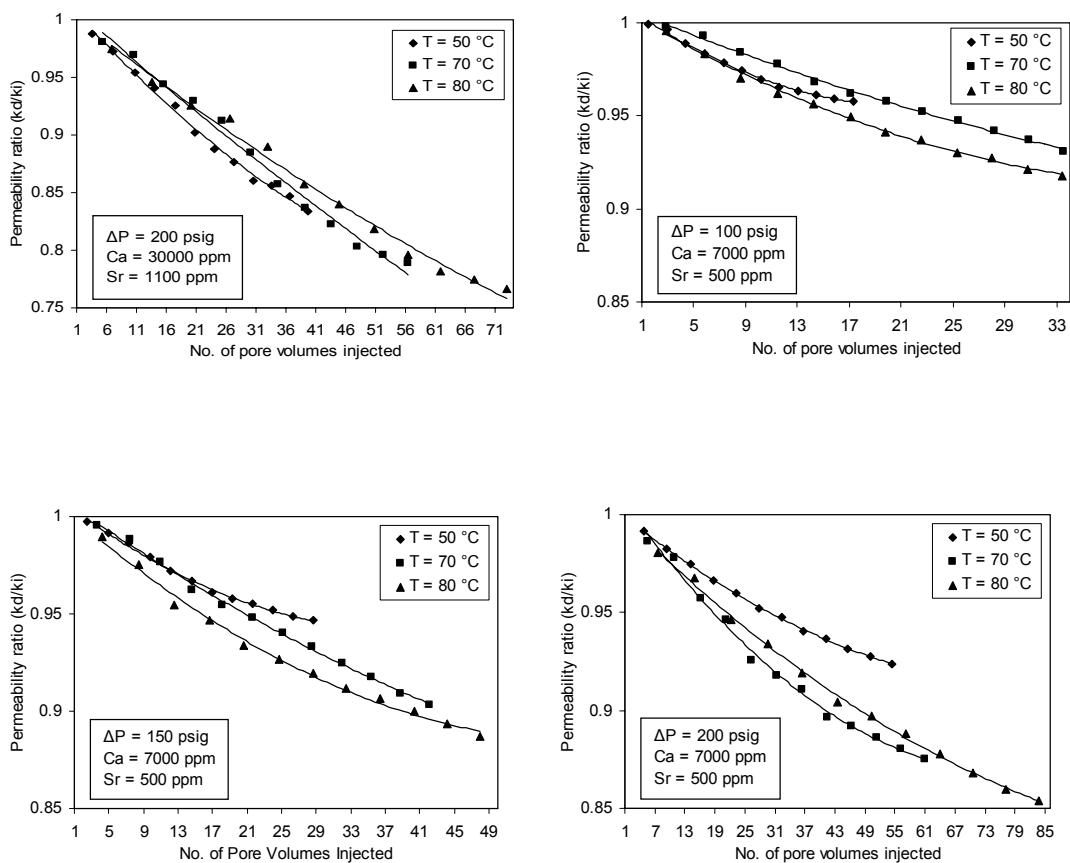 1
0.95
0.9
0.85
0.8
0.75
Permeability ratio (kd/ki)
T = 50 °C
T = 70 °C
T = 80 °C
ΔP = 200 psig
Ca = 30000 ppm
Sr = 1100 ppm
1 6 11 16 21 26 31 36 41 46 51 56 61 66 71
No. of pore volumes injected
1
0.95
0.9
0.85
Permeability ratio (kd/ki)
T = 50 °C
T = 70 °C
T = 80 °C
ΔP = 100 psig
Ca = 7000 ppm
Sr = 500 ppm
1 5 9 13 17 21 25 29 33
No. of pore volumes injected
1
0.95
0.9
0.85
Permeability ratio (kd/ki)
T = 50 °C
T = 70 °C
T = 80 °C
ΔP = 150 psig
Ca = 7000 ppm
Sr = 500 ppm
1 5 9 13 17 21 25 29 33 37 41 45 49
No. of Pore Volumes Injected
1
0.95
0.9
0.85
Permeability ratio (kd/ki)
T = 50 °C
T = 70 °C
T = 80 °C
ΔP = 200 psig
Ca = 7000 ppm
Sr = 500 ppm
1 7 13 19 25 31 37 43 49 55 61 67 73 79 85
No. of pore volumes injected